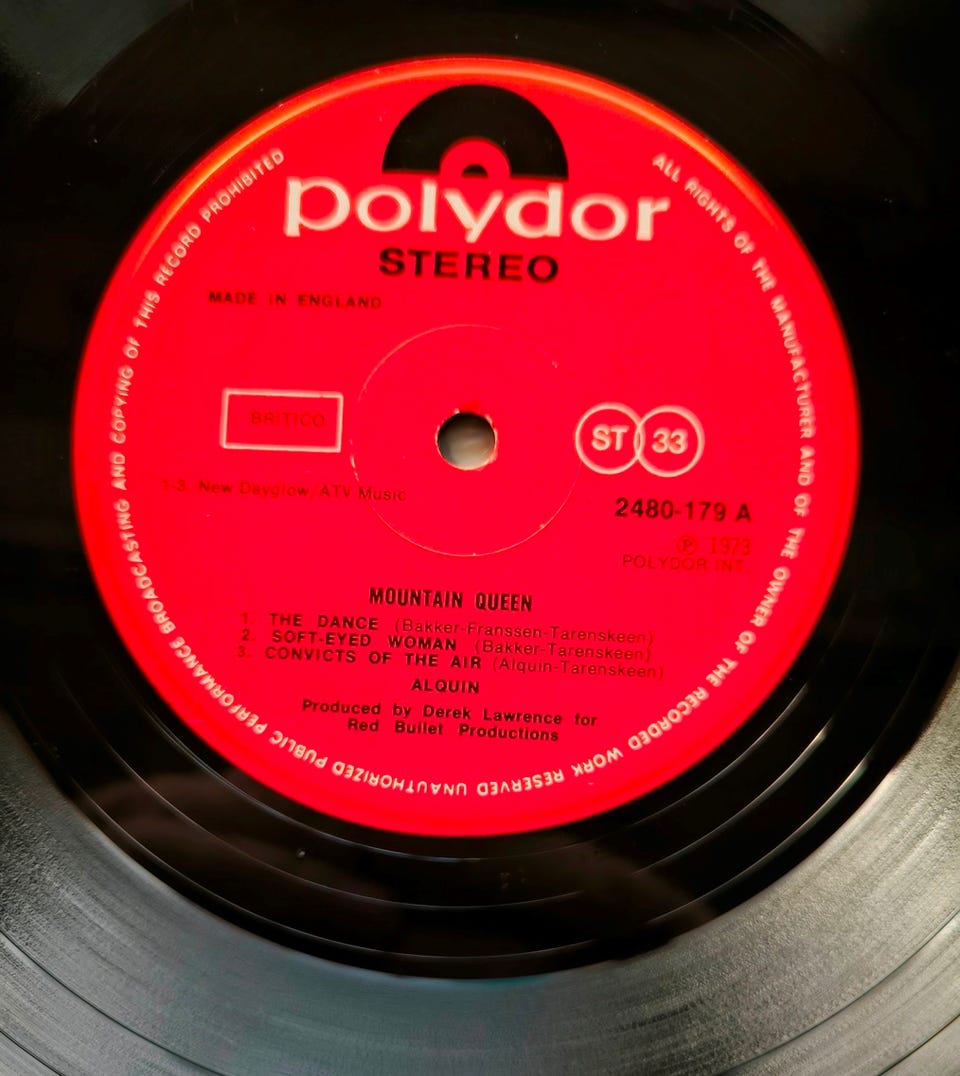 polydor
STEREO
MADE IN ENGLAND
BRITICO
ST 33
1-3. New Dayglow/ATV Music
2480-179 A
Ⓟ 1973
POLYDOR INT.
MOUNTAIN QUEEN
1. THE DANCE (Bakker-Franssen-Tarenskeen)
2. SOFT-EYED WOMAN (Bakker-Tarenskeen)
3. CONVICTS OF THE AIR (Alquin-Tarenskeen)
ALQUIN
Produced by Derek Lawrence for
Red Bullet Productions
ALL RIGHTS OF THE MANUFACTURER AND OF THE OWNER OF THE RECORDED WORK RESERVED UNAUTHORIZED PUBLIC PERFORMANCE BROADCASTING AND COPYING OF THIS RECORD PROHIBITED